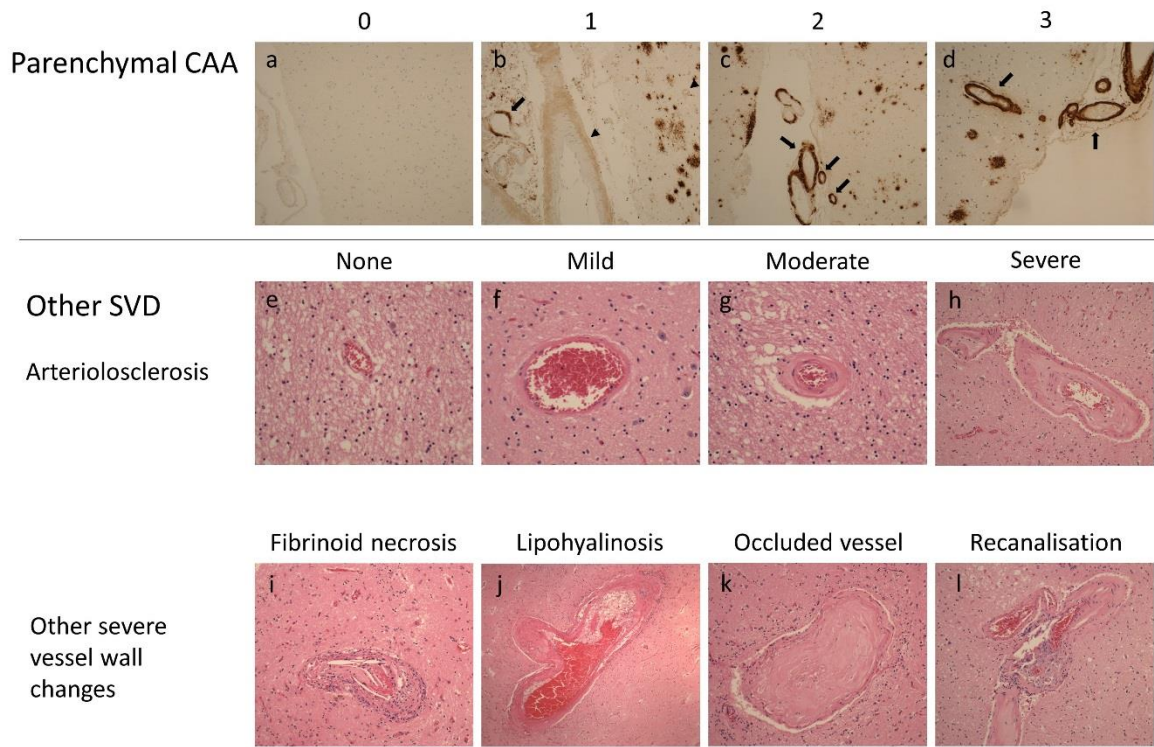 0 1 2 3
Parenchymal CAA
a b c d
None Mild Moderate Severe
Other SVD
e f g h
Arteriolosclerosis
Fibrinoid necrosis Lipohyalinosis Occluded vessel Recanalisation
i j k l
Other severe
vessel wall
changes